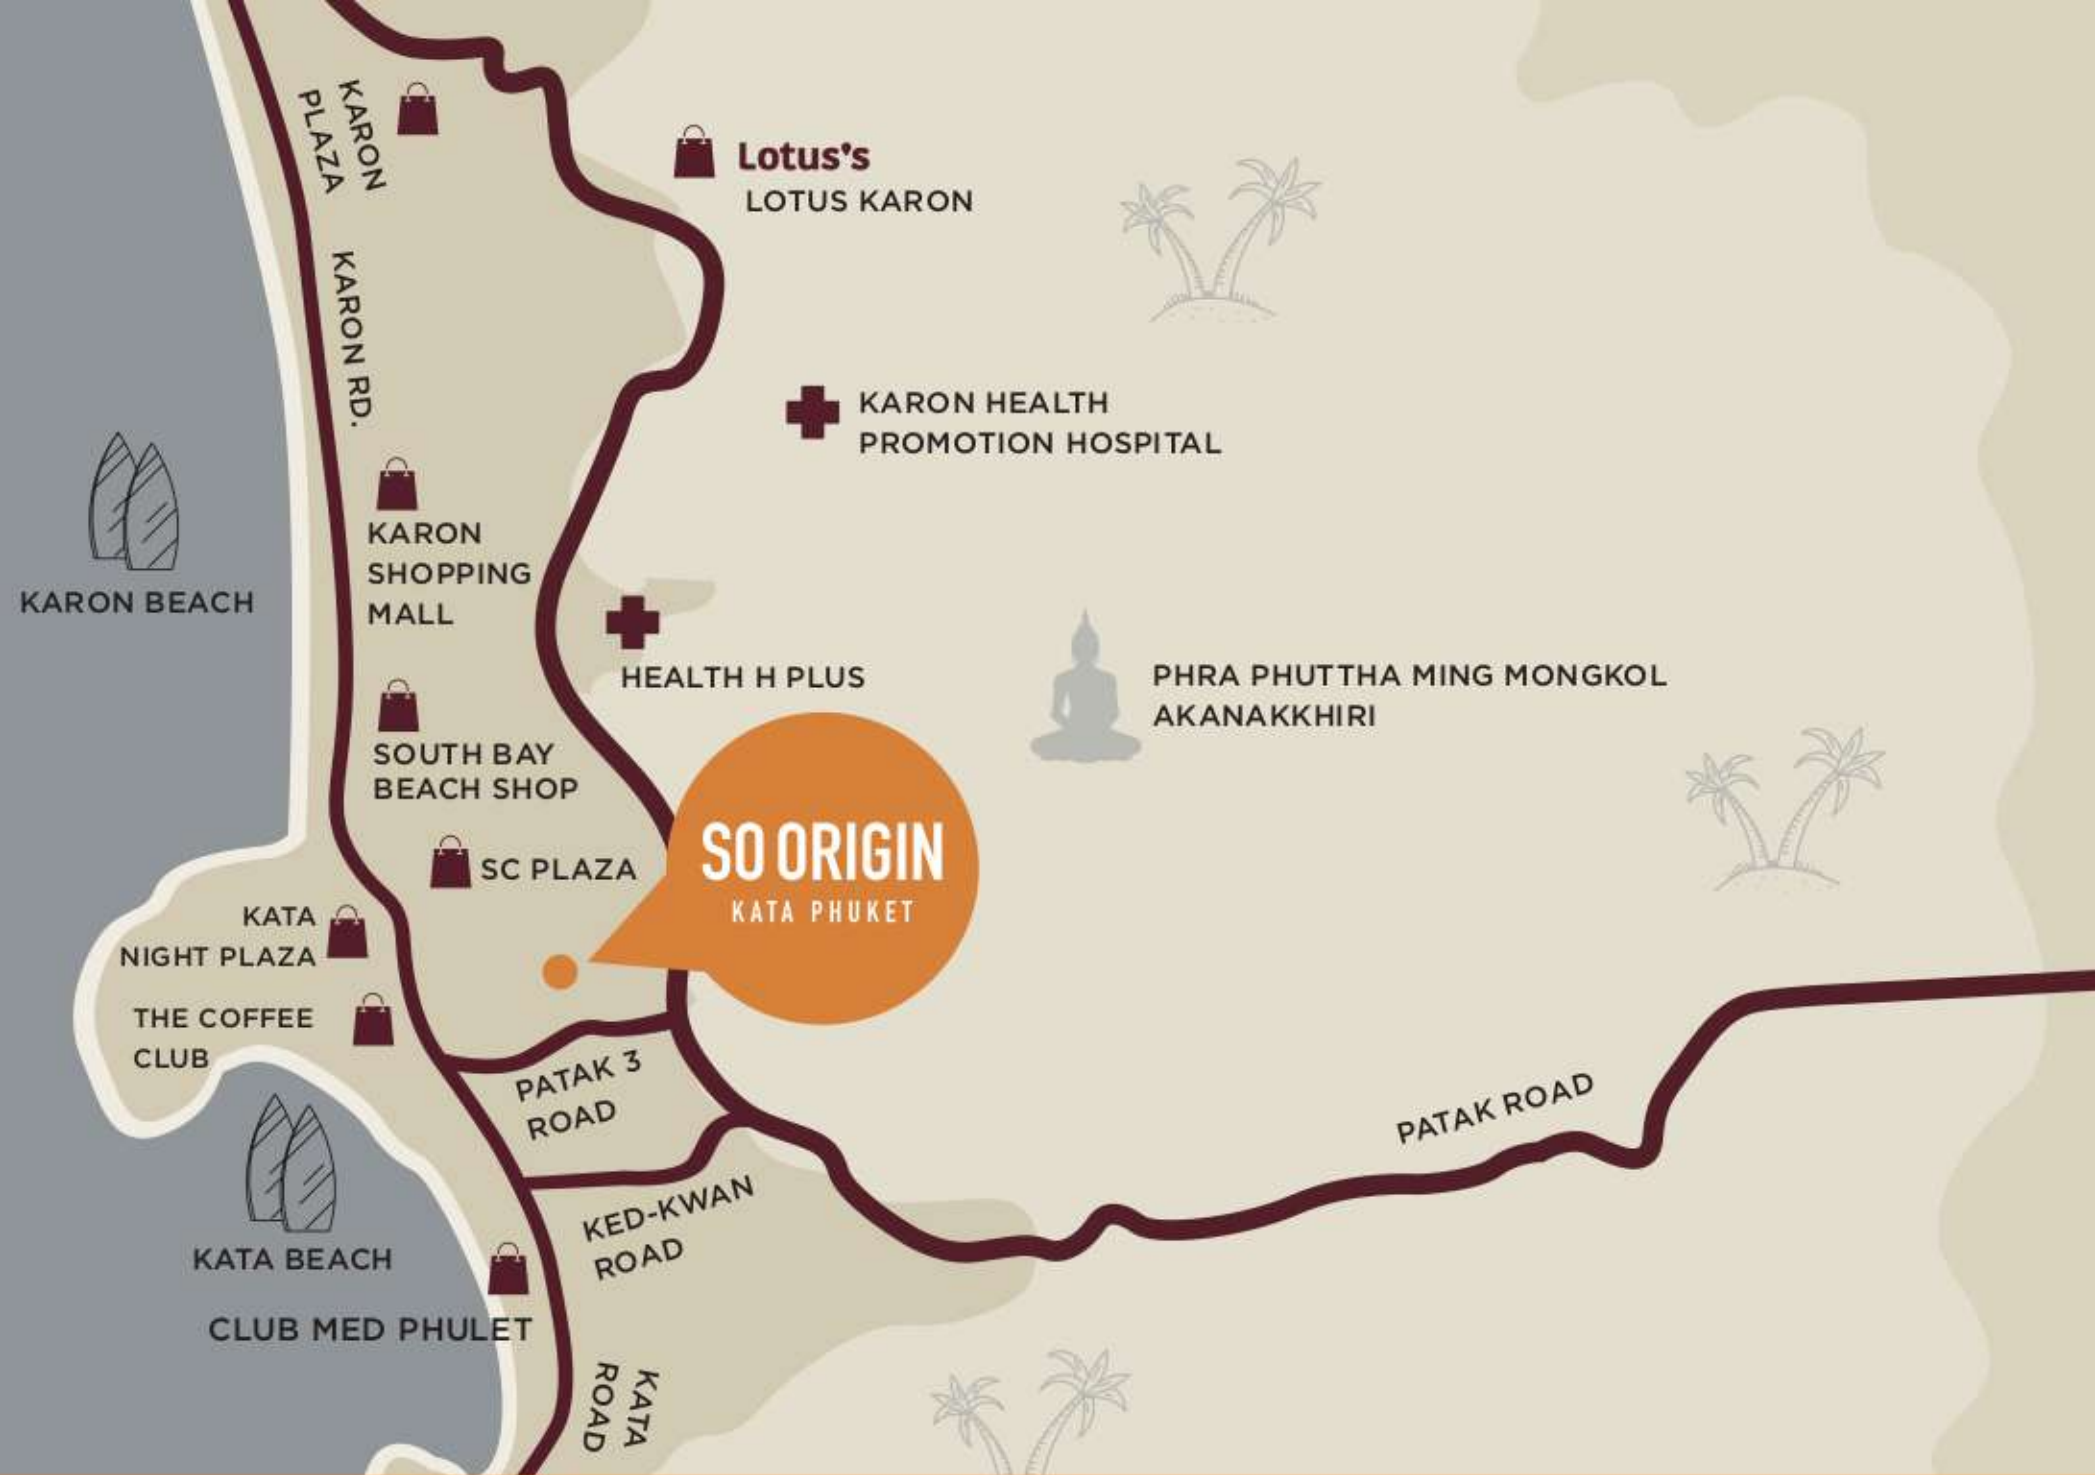 KARON
PLAZA
Lotus's
LOTUS KARON
KARON RD.
KARON HEALTH
PROMOTION HOSPITAL
KARON
SHOPPING
MALL
KARON BEACH
HEALTH H PLUS
PHRA PHUTTHA MING MONGKOL
AKANAKKHIRI
SOUTH BAY
BEACH SHOP
SC PLAZA
SO ORIGIN
KATA PHUKET
KATA
NIGHT PLAZA
THE COFFEE
CLUB
PATAK 3
ROAD
PATAK ROAD
KED-KWAN
ROAD
KATA BEACH
CLUB MED PHULET
KATA
ROAD